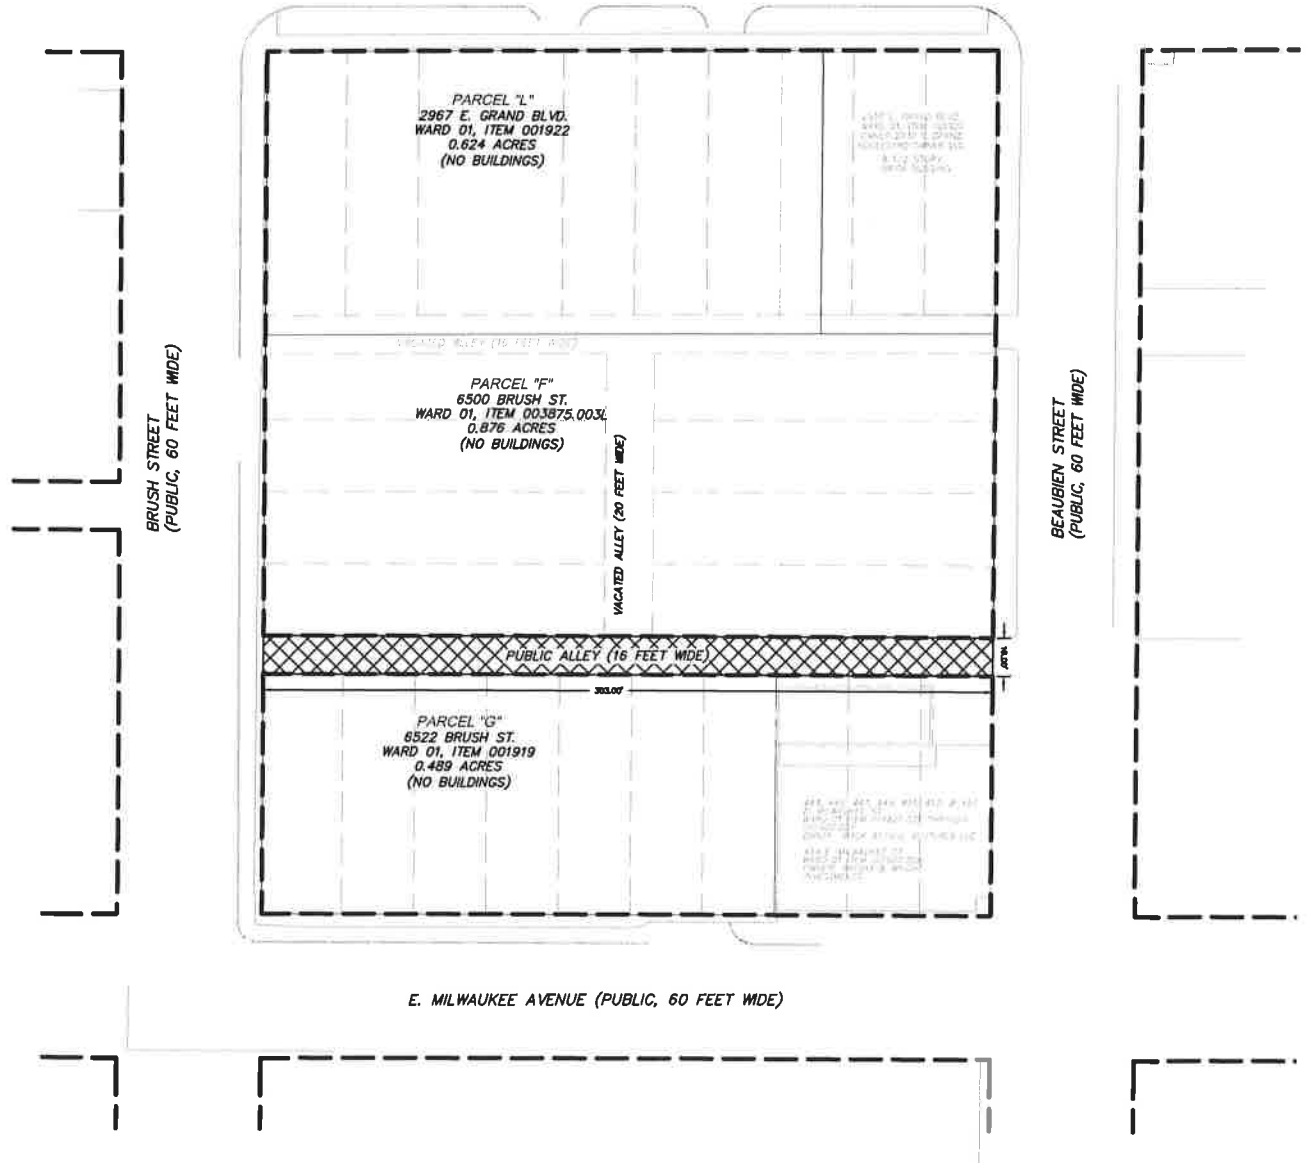 PARCEL "L"
2967 E. GRAND BLVD.
WARD 01, ITEM 001922
0.624 ACRES
(NO BUILDINGS)
VACATED ALLEY (16 FEET WIDE)
PARCEL "F"
6500 BRUSH ST.
WARD 01, ITEM 003875.003L
0.876 ACRES
(NO BUILDINGS)
BRUSH STREET
(PUBLIC, 60 FEET WIDE)
VACATED ALLEY (20 FEET WIDE)
BEAUBIEN STREET
(PUBLIC, 60 FEET WIDE)
PUBLIC ALLEY (16 FEET WIDE)
16.00'
303.00'
PARCEL "G"
6522 BRUSH ST.
WARD 01, ITEM 001919
0.489 ACRES
(NO BUILDINGS)
E. MILWAUKEE AVENUE (PUBLIC, 60 FEET WIDE)